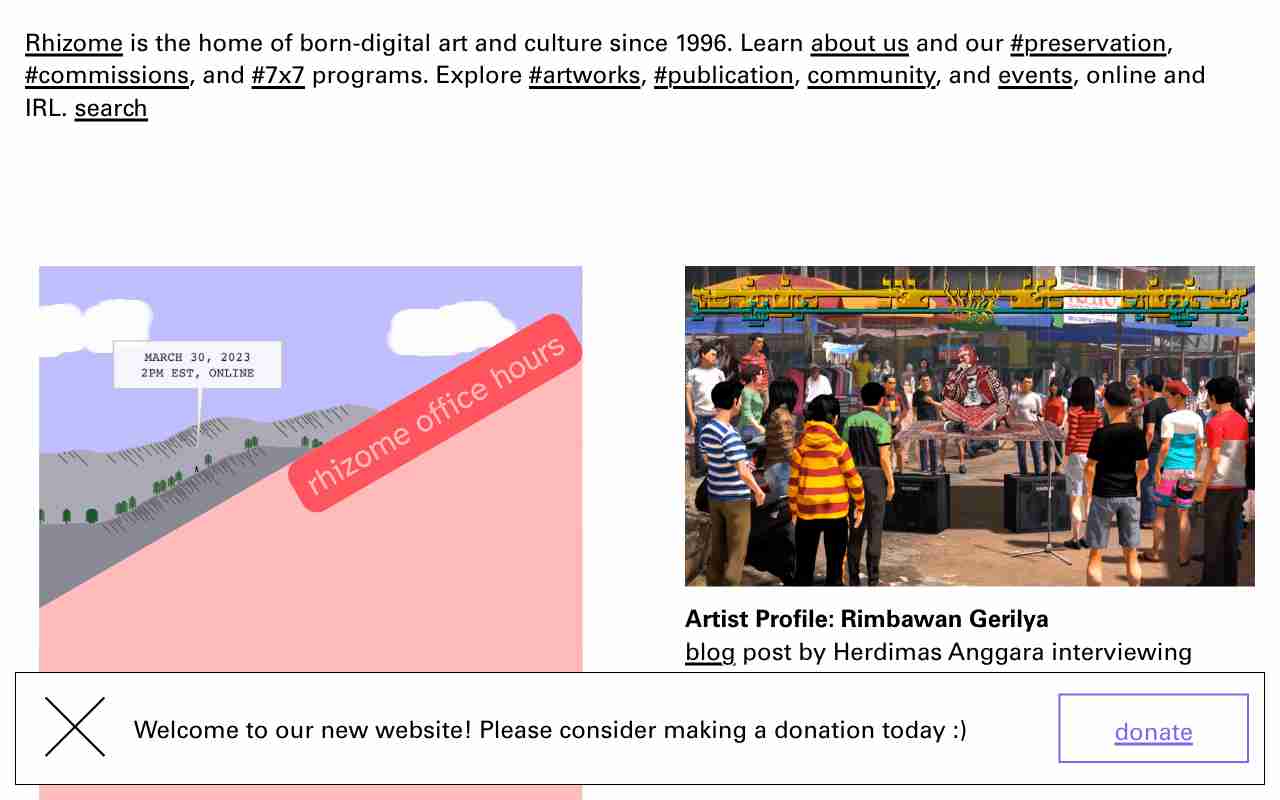 Rhizome is the home of born-digital art and culture since 1996. Learn about us and our #preservation,
#commissions, and #7x7 programs. Explore #artworks, #publication, community, and events, online and
IRL. search
MARCH 30, 2023
2PM EST, ONLINE
rhizome office hours
Artist Profile: Rimbawan Gerilya
blog post by Herdimas Anggara interviewing
Welcome to our new website! Please consider making a donation today :)
donate